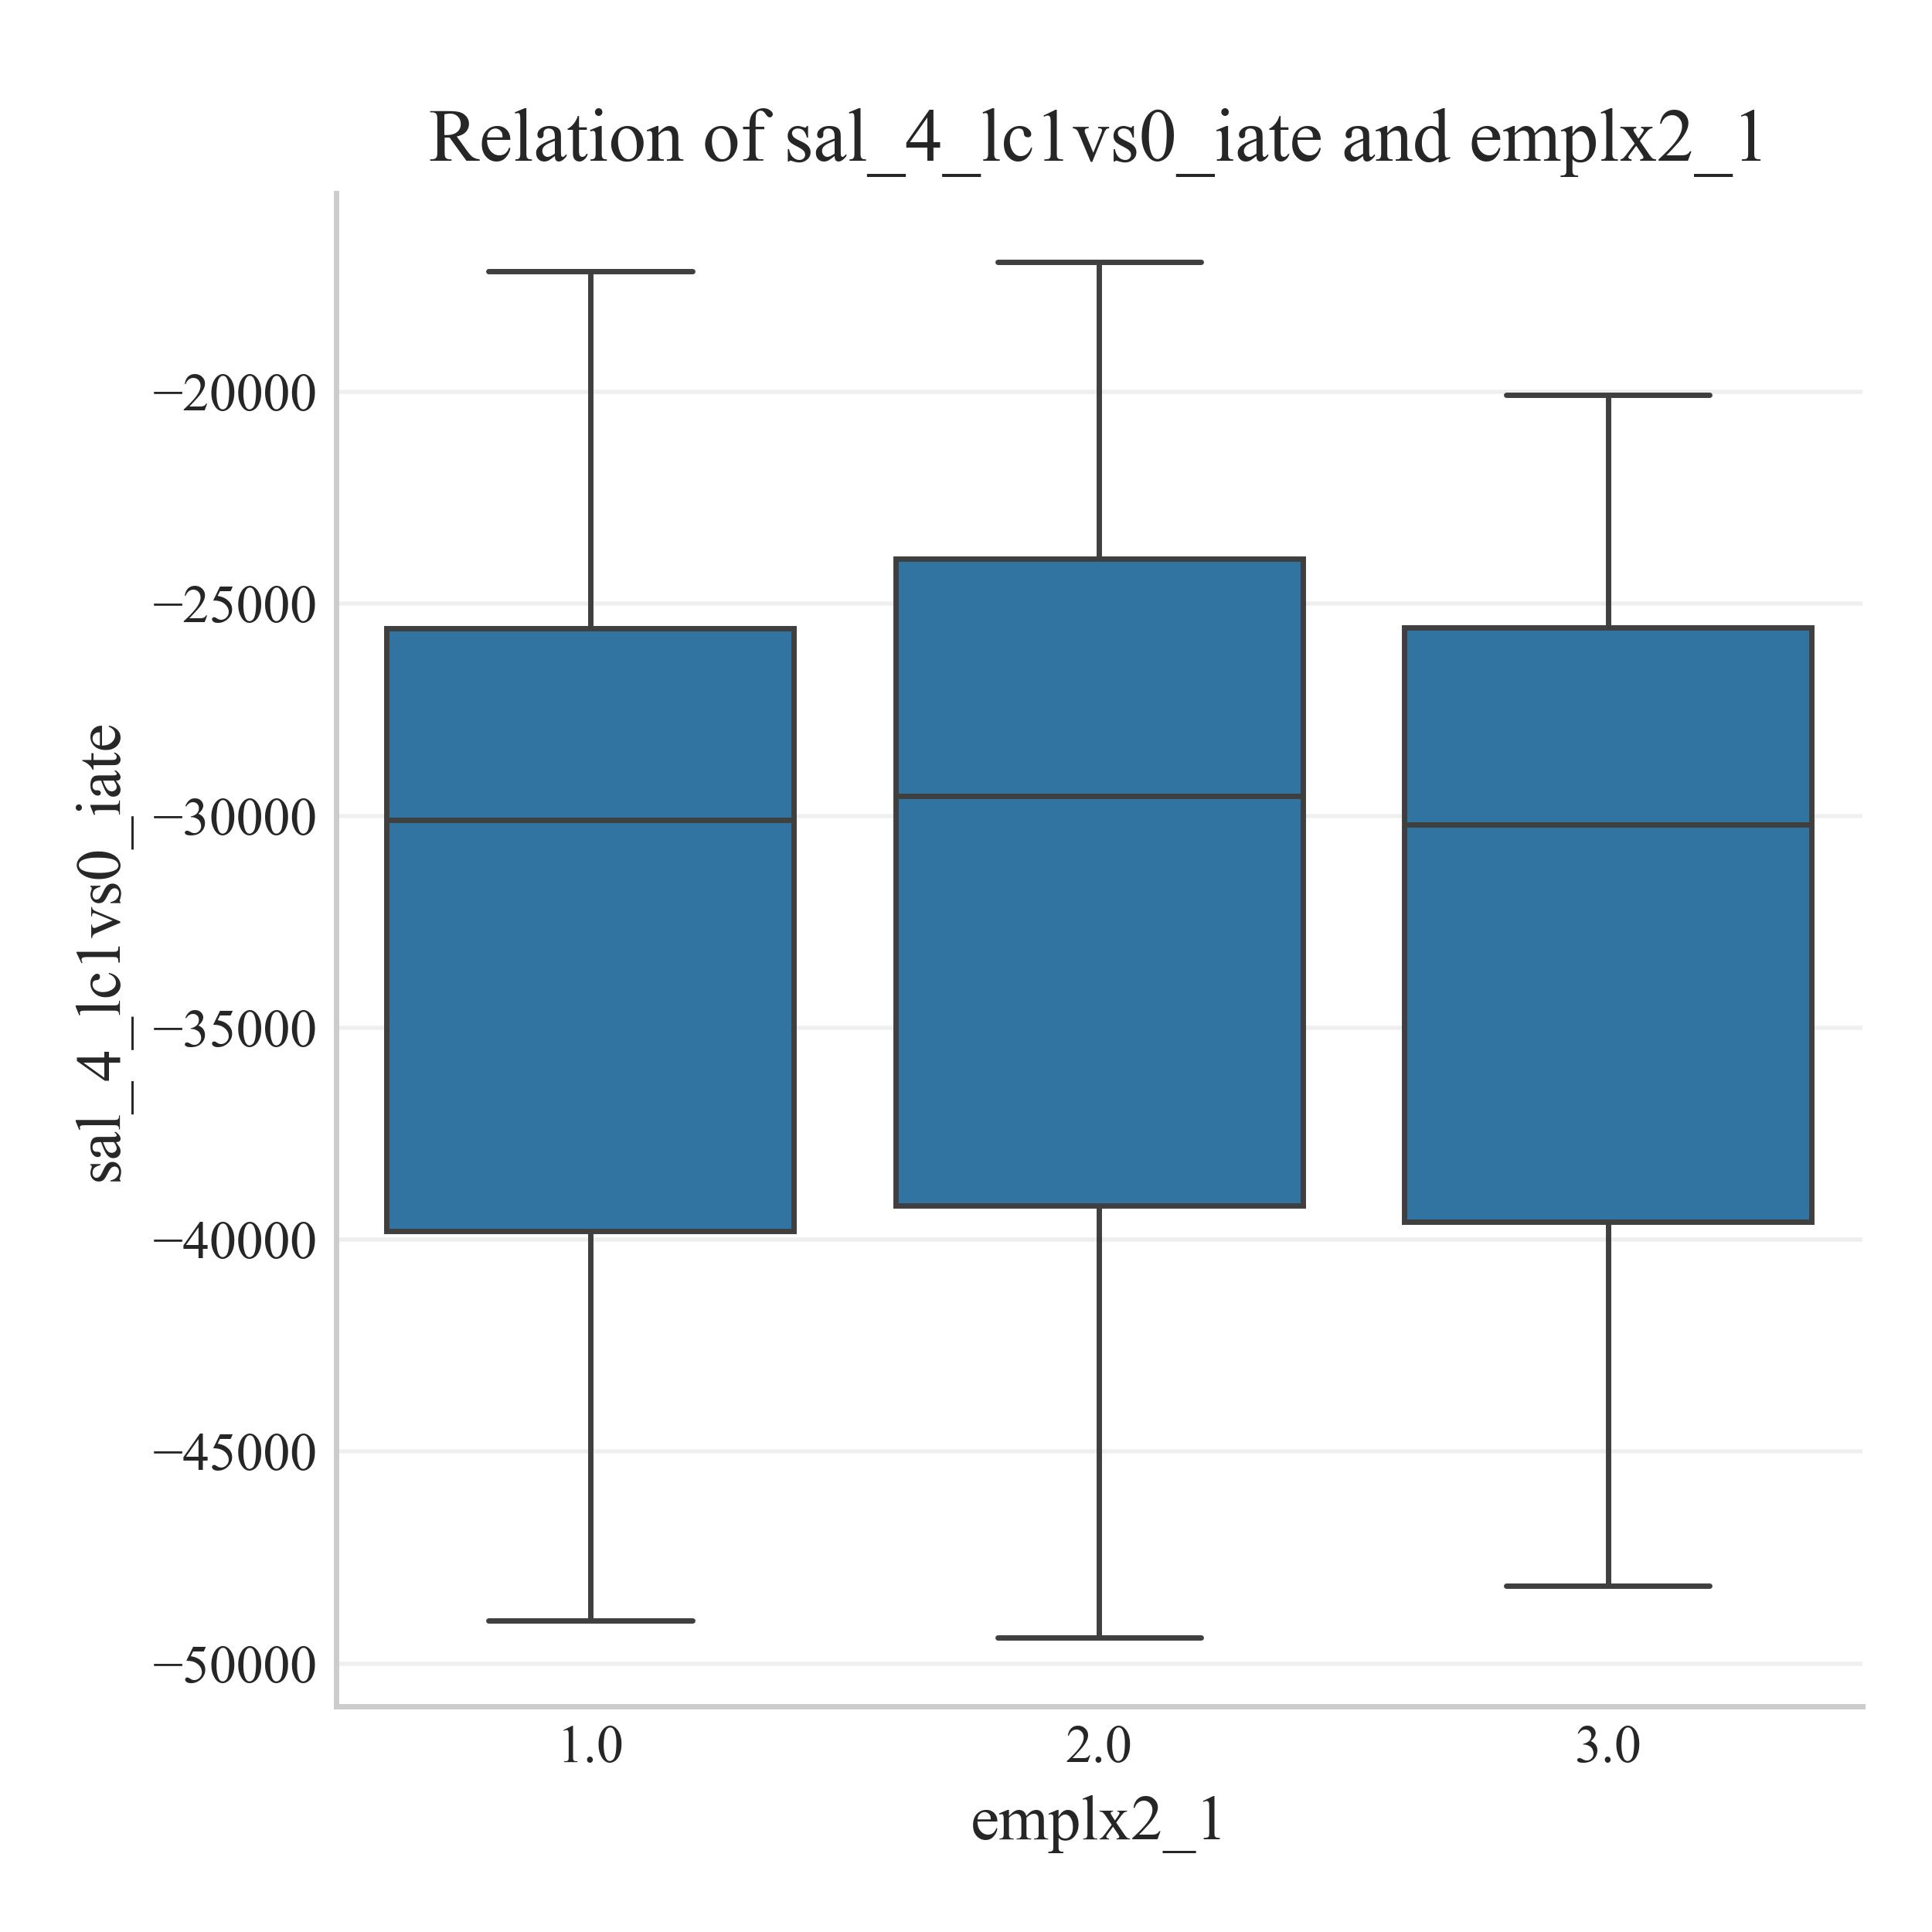 Relation of sal_4_lc1vs0_iate and emplx2_1
sal_4_lc1vs0_iate
−20000
−25000
−30000
−35000
−40000
−45000
−50000
1.0 2.0 3.0
emplx2_1